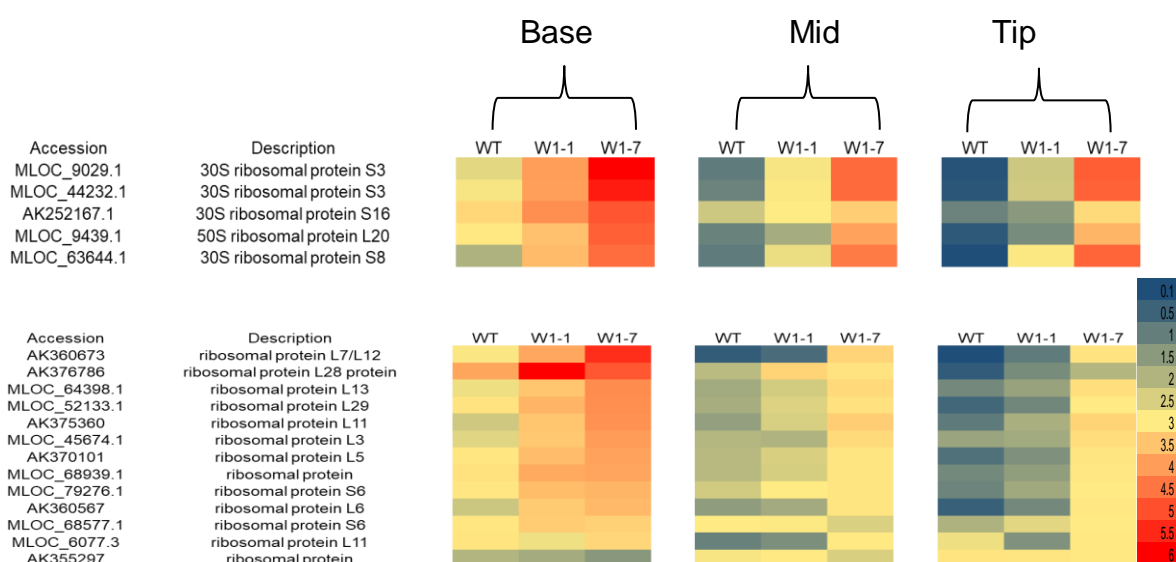 Base Mid Tip
Accession Description WT W1-1 W1-7 WT W1-1 W1-7 WT W1-1 W1-7
MLOC_9029.1 30S ribosomal protein S3
MLOC_44232.1 30S ribosomal protein S3
AK252167.1 30S ribosomal protein S16
MLOC_9439.1 50S ribosomal protein L20
MLOC_63644.1 30S ribosomal protein S8
Accession Description WT W1-1 W1-7 WT W1-1 W1-7 WT W1-1 W1-7
AK360673 ribosomal protein L7/L12
AK376786 ribosomal protein L28 protein
MLOC_64398.1 ribosomal protein L13
MLOC_52133.1 ribosomal protein L29
AK375360 ribosomal protein L11
MLOC_45674.1 ribosomal protein L3
AK370101 ribosomal protein L5
MLOC_68939.1 ribosomal protein
MLOC_79276.1 ribosomal protein S6
AK360567 ribosomal protein L6
MLOC_68577.1 ribosomal protein S6
MLOC_6077.3 ribosomal protein L11
AK355297 ribosomal protein
0.1
0.5
1
1.5
2
2.5
3
3.5
4
4.5
5
5.5
6